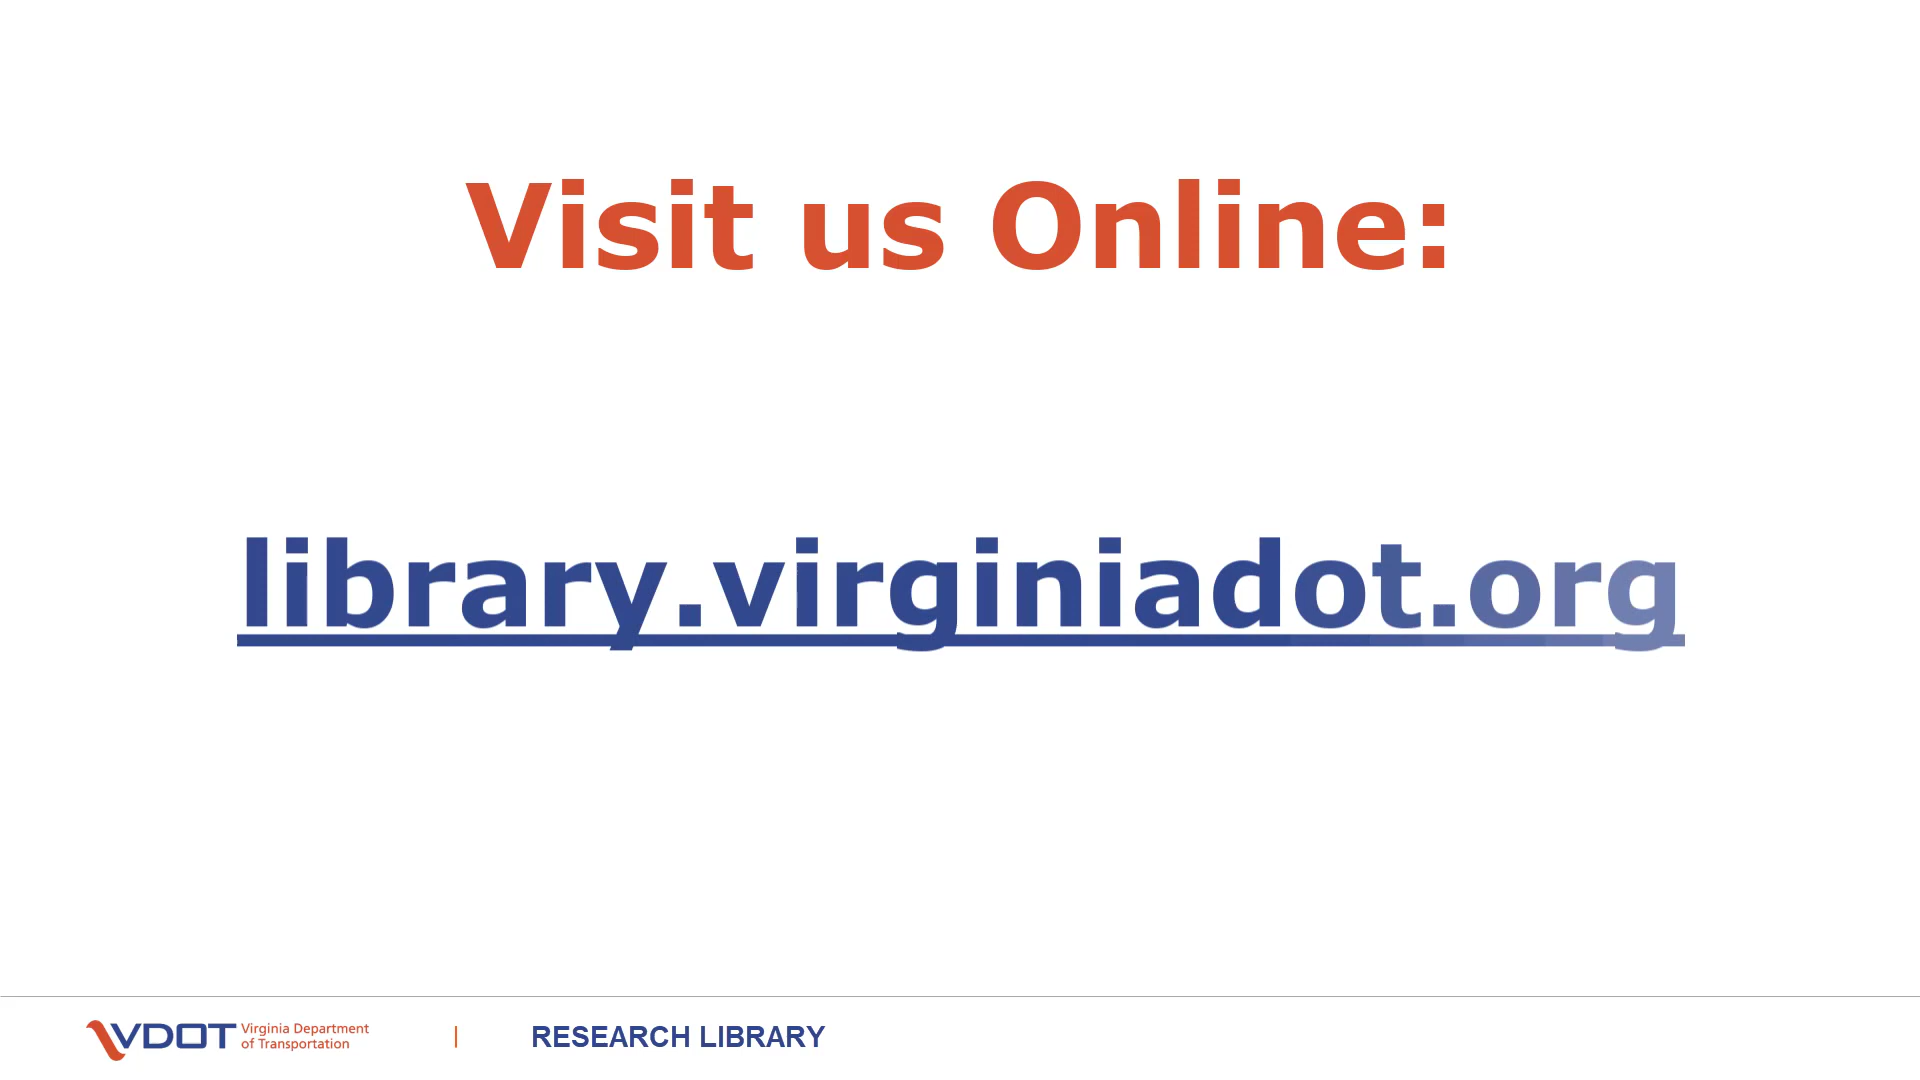 Visit us Online:
library.virginiadot.org
VDOT Virginia Department
of Transportation
| RESEARCH LIBRARY